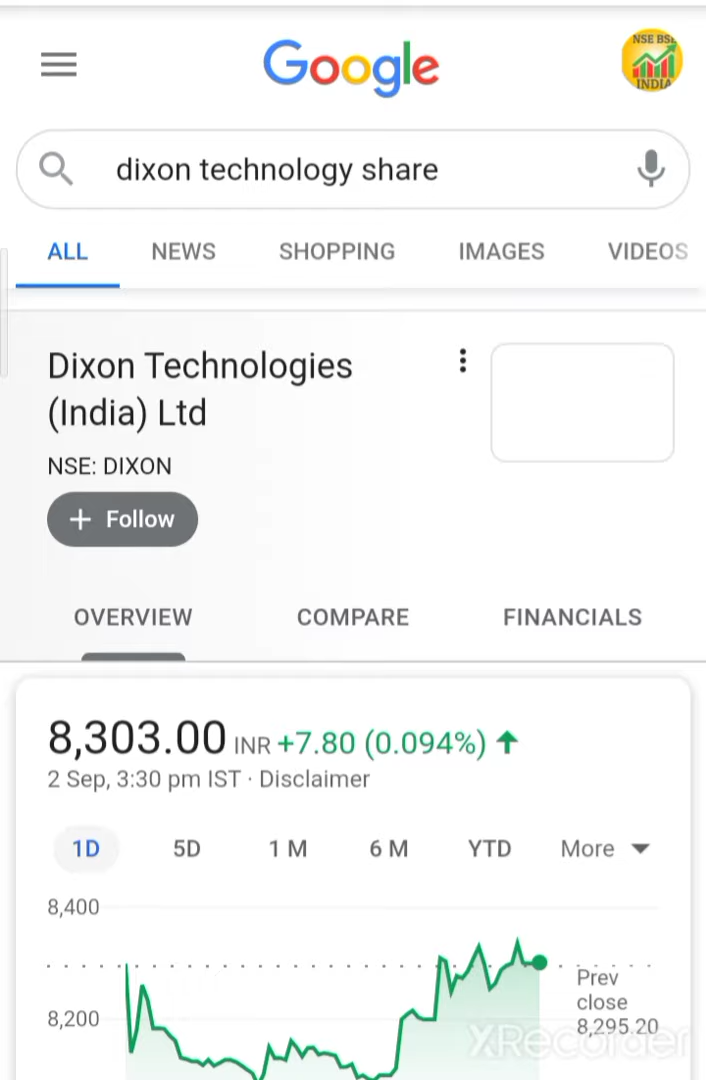 NSE BSE
INDIA
Google
dixon technology share
ALL NEWS SHOPPING IMAGES VIDEOS
Dixon Technologies
(India) Ltd
NSE: DIXON
+ Follow
OVERVIEW COMPARE FINANCIALS
8,303.00 INR +7.80 (0.094%)
2 Sep, 3:30 pm IST · Disclaimer
1D 5D 1 M 6 M YTD More
8,400
Prev
close
8,200 8,295.20
XRecorder